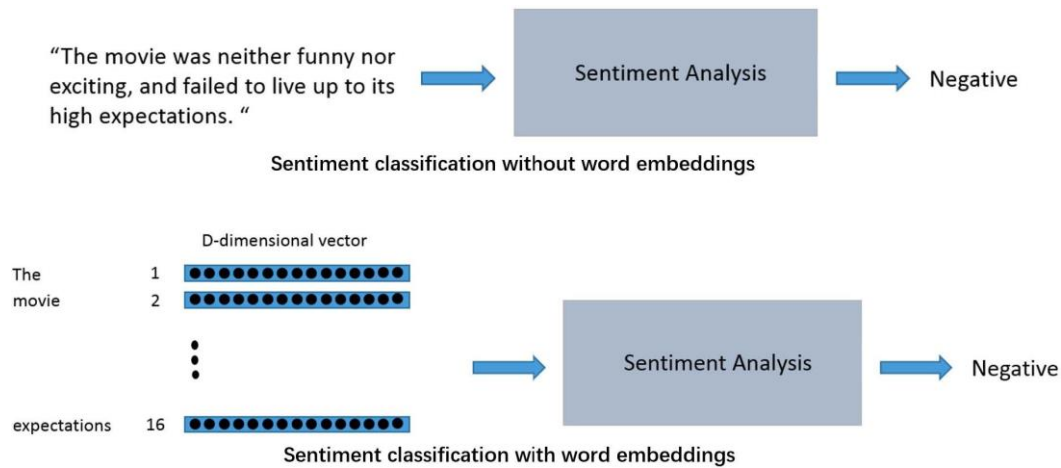 “The movie was neither funny nor
exciting, and failed to live up to its
high expectations. “
Sentiment Analysis
Negative
Sentiment classification without word embeddings
D-dimensional vector
The 1
movie 2
Sentiment Analysis
Negative
expectations 16
Sentiment classification with word embeddings